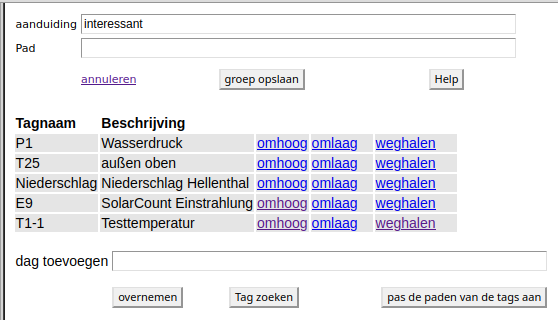 aanduiding interessant
Pad
annuleren groep opslaan Help
Tagnaam Beschrijving
P1 Wasserdruck omhoog omlaag weghalen
T25 außen oben omhoog omlaag weghalen
Niederschlag Niederschlag Hellenthal omhoog omlaag weghalen
E9 SolarCount Einstrahlung omhoog omlaag weghalen
T1-1 Testtemperatur omhoog omlaag weghalen
dag toevoegen
overnemen Tag zoeken pas de paden van de tags aan